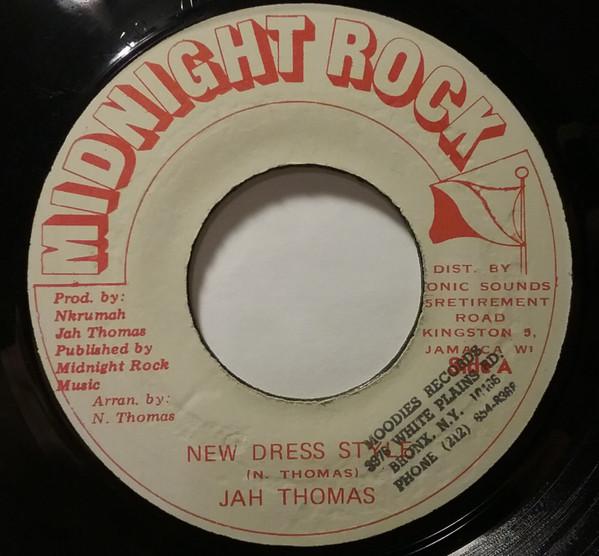 MIDNIGHT ROCK
DIST. BY
ONIC SOUNDS
5RETIREMENT
ROAD
KINGSTON 5,
JAMAICA WI
Side A
Prod. by:
Nkrumah
Jah Thomas
Published by
Midnight Rock
Music
Arran. by:
N. Thomas
NEW DRESS STYLE
(N. THOMAS)
JAH THOMAS
MOODIES RECORDS
WHITE PLAINS RD.
BRONX, N.Y.
PHONE (212)